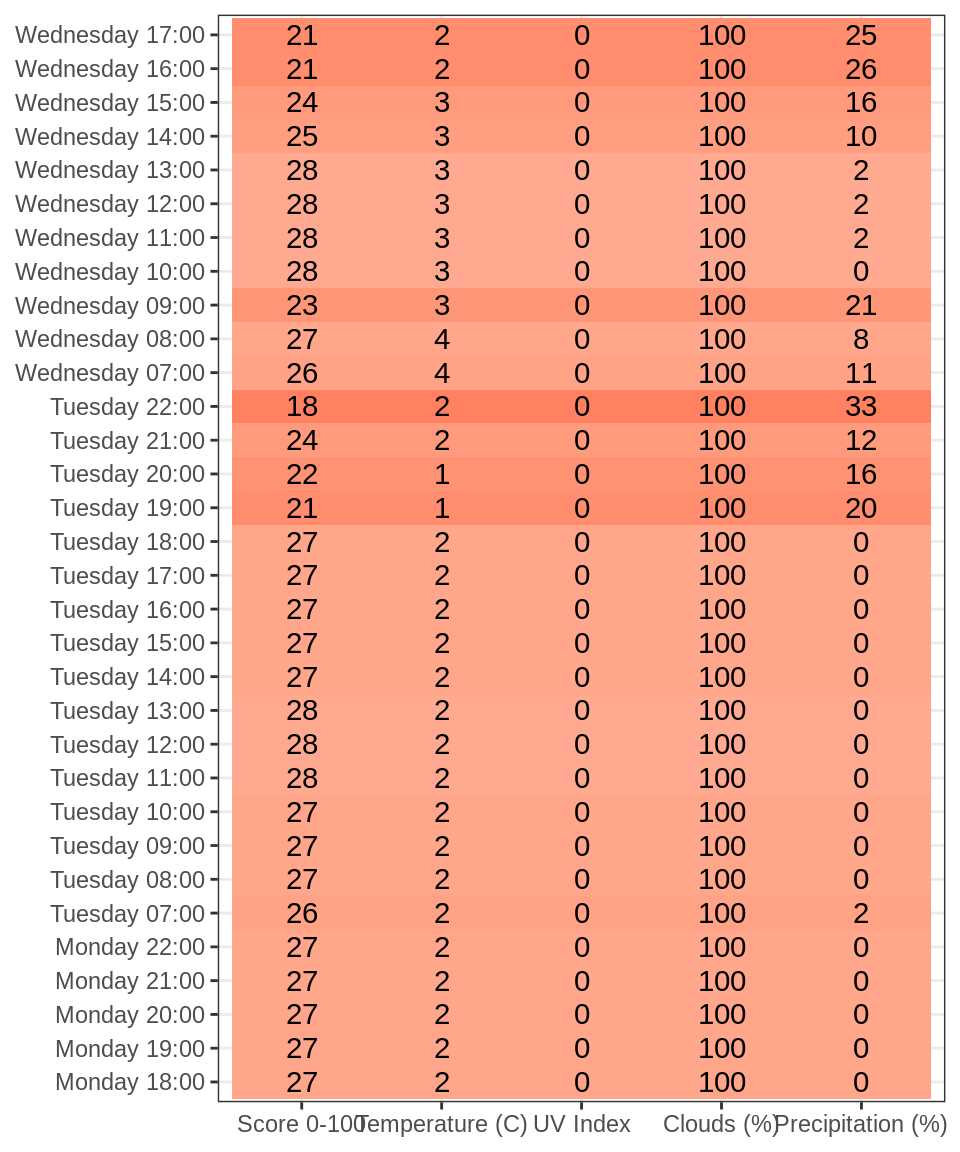 Wednesday 17:00 21 2 0 100 25
Wednesday 16:00 21 2 0 100 26
Wednesday 15:00 24 3 0 100 16
Wednesday 14:00 25 3 0 100 10
Wednesday 13:00 28 3 0 100 2
Wednesday 12:00 28 3 0 100 2
Wednesday 11:00 28 3 0 100 2
Wednesday 10:00 28 3 0 100 0
Wednesday 09:00 23 3 0 100 21
Wednesday 08:00 27 4 0 100 8
Wednesday 07:00 26 4 0 100 11
Tuesday 22:00 18 2 0 100 33
Tuesday 21:00 24 2 0 100 12
Tuesday 20:00 22 1 0 100 16
Tuesday 19:00 21 1 0 100 20
Tuesday 18:00 27 2 0 100 0
Tuesday 17:00 27 2 0 100 0
Tuesday 16:00 27 2 0 100 0
Tuesday 15:00 27 2 0 100 0
Tuesday 14:00 27 2 0 100 0
Tuesday 13:00 28 2 0 100 0
Tuesday 12:00 28 2 0 100 0
Tuesday 11:00 28 2 0 100 0
Tuesday 10:00 27 2 0 100 0
Tuesday 09:00 27 2 0 100 0
Tuesday 08:00 27 2 0 100 0
Tuesday 07:00 26 2 0 100 2
Monday 22:00 27 2 0 100 0
Monday 21:00 27 2 0 100 0
Monday 20:00 27 2 0 100 0
Monday 19:00 27 2 0 100 0
Monday 18:00 27 2 0 100 0
Score 0-100 Temperature (C) UV Index Clouds (%) Precipitation (%)